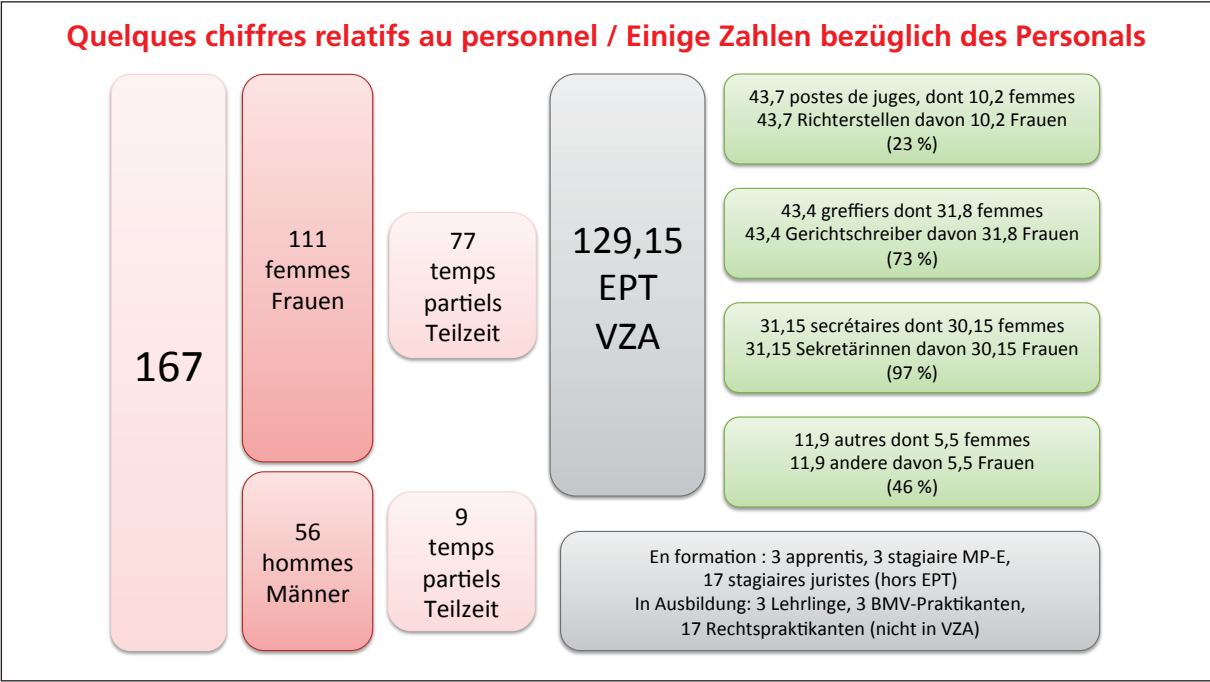 Quelques chiffres relatifs au personnel / Einige Zahlen bezüglich des Personals
167
111
femmes
Frauen
56
hommes
Männer
77
temps
partiels
Teilzeit
9
temps
partiels
Teilzeit
129,15
EPT
VZA
43,7 postes de juges, dont 10,2 femmes
43,7 Richterstellen davon 10,2 Frauen
(23 %)
43,4 greffiers dont 31,8 femmes
43,4 Gerichtschreiber davon 31,8 Frauen
(73 %)
31,15 secrétaires dont 30,15 femmes
31,15 Sekretärinnen davon 30,15 Frauen
(97 %)
11,9 autres dont 5,5 femmes
11,9 andere davon 5,5 Frauen
(46 %)
En formation : 3 apprentis, 3 stagiaire MP-E,
17 stagiaires juristes (hors EPT)
In Ausbildung: 3 Lehrlinge, 3 BMV-Praktikanten,
17 Rechtspraktikanten (nicht in VZA)